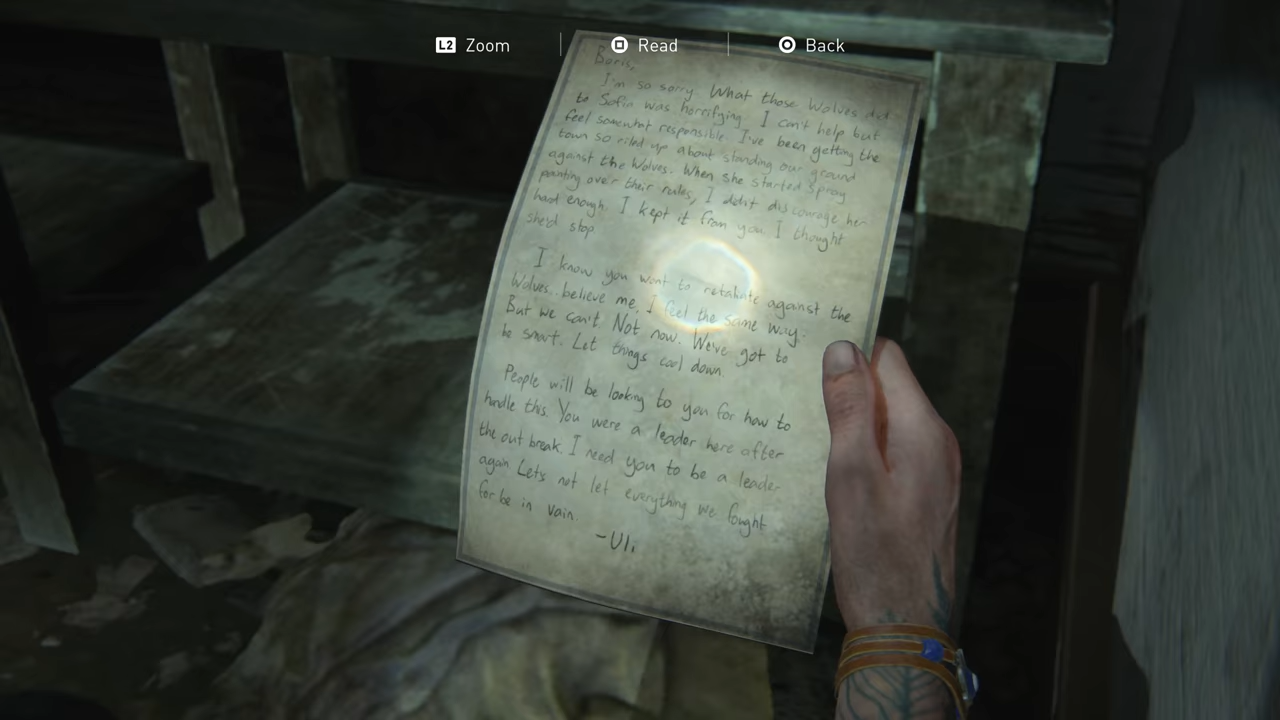 L2 Zoom Read Back
Boris,
I'm so sorry. What those Wolves did
to Sofia was horrifying. I can't help but
feel somewhat responsible. I've been getting the
town so riled up about standing our ground
against the Wolves. When she started spray
painting over their rules, I didn't discourage her
hard enough. I kept it from you. I thought
she'd stop.
I know you want to retaliate against the
Wolves.. believe me, I feel the same way.
But we can't. Not now. We've got to
be smart. Let things cool down.
People will be looking to you for how to
handle this. You were a leader here after
the out break. I need you to be a leader
again. Let's not let everything we fought
for be in vain.
-UI.